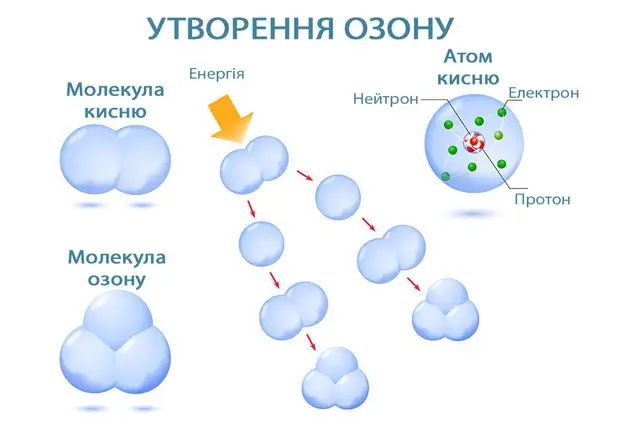 УТВОРЕННЯ ОЗОНУ
Енергія
Молекула
кисню
Атом
кисню
Нейтрон
Електрон
Протон
Молекула
озону